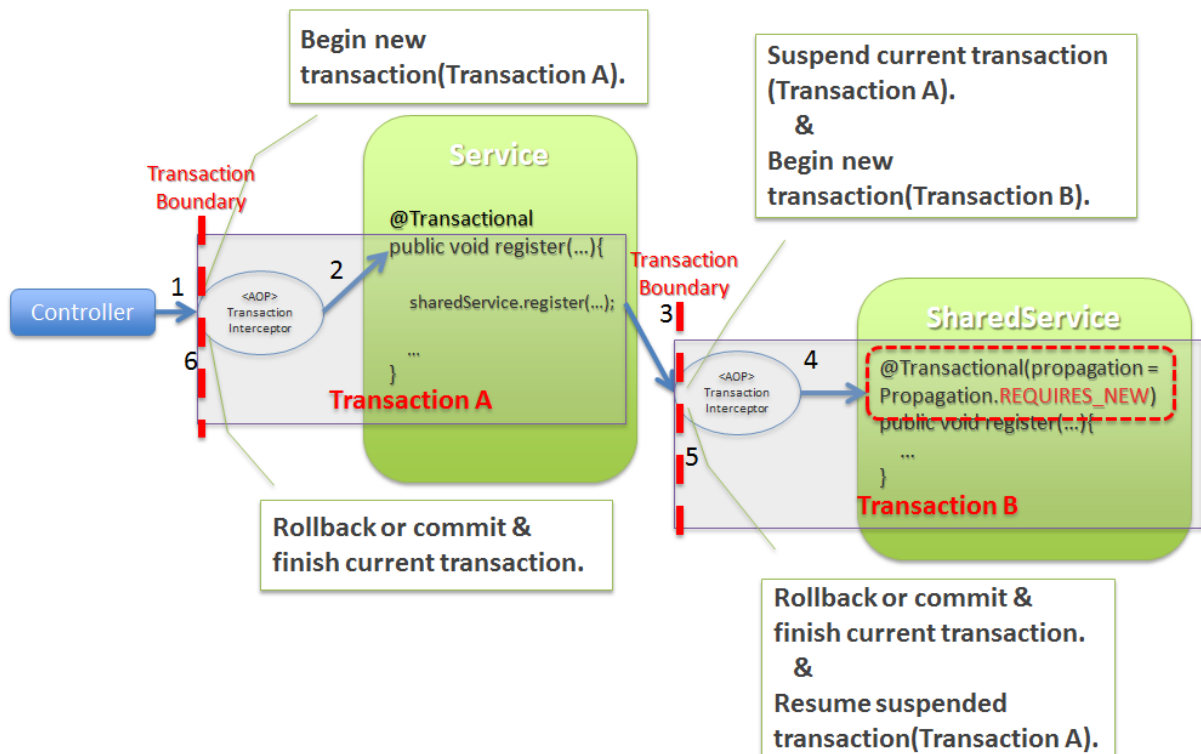 Begin new
transaction(Transaction A).
Suspend current transaction
(Transaction A).
&
Begin new
transaction(Transaction B).
Service
Transaction
Boundary
@Transactional
public void register(...){
sharedService.register(...);
...
}
Transaction A
Controller
1
2
<AOP>
Transaction
Interceptor
6
Transaction
Boundary
3
SharedService
4
@Transactional(propagation =
Propagation.REQUIRES_NEW)
public void register(...){
...
}
Transaction B
<AOP>
Transaction
Interceptor
5
Rollback or commit &
finish current transaction.
Rollback or commit &
finish current transaction.
&
Resume suspended
transaction(Transaction A).